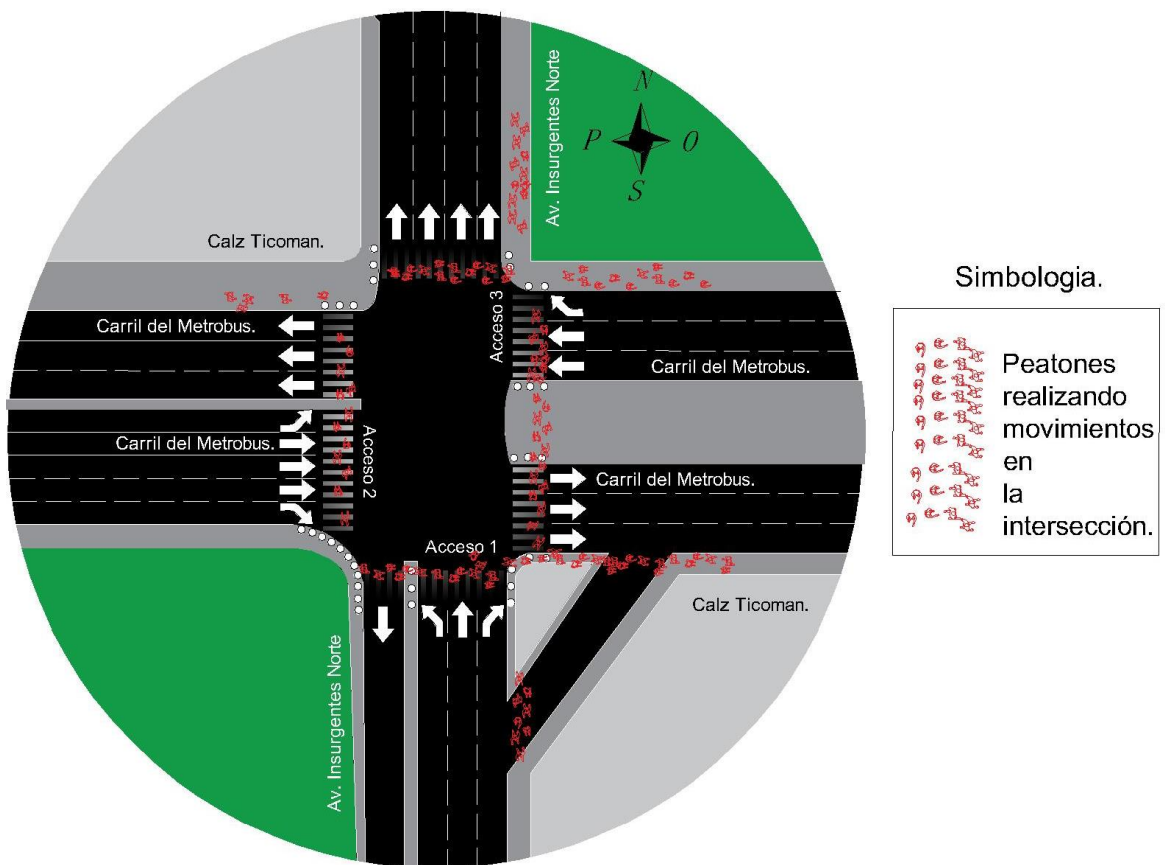 N
P
O
S
Av. Insurgentes Norte
Calz Ticoman.
Simbologia.
Carril del Metrobus.
Acceso 3
Carril del Metrobus.
Carril del Metrobus.
Acceso 2
Carril del Metrobus.
Acceso 1
Calz Ticoman.
Av. Insurgentes Norte
Peatones
realizando
movimientos
en
la
intersección.